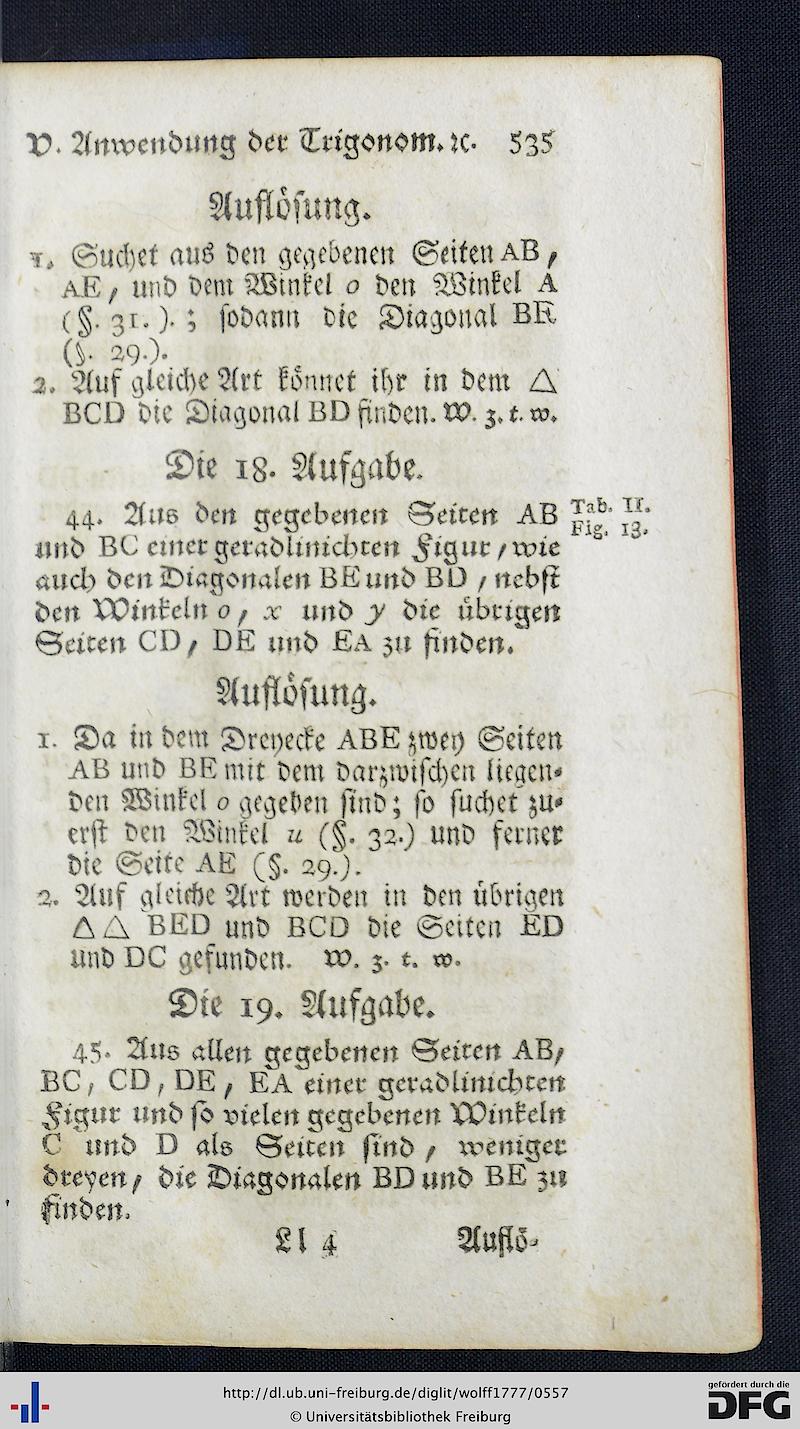 V. Anwendung der Trigonom. ꝛc. 535
Auflösung.
1. Suchet aus den gegebenen Seiten AB,
AE, und dem Winkel o den Winkel A
(§. 31.).; sodann die Diagonal BE
(§. 29.).
2. Auf gleiche Art könnet ihr in dem △
BCD die Diagonal BD finden. W. z. t. w.
Die 18. Aufgabe.
44. Aus den gegebenen Seiten AB
Tab. II.
Fig. 13.
und BC einer geradlinichten Figur, wie
auch den Diagonalen BE und BD, nebst
den Winkeln o, x und y die übrigen
Seiten CD, DE und EA zu finden.
Auflösung.
1. Da in dem Dreyecke ABE zwey Seiten
AB und BE mit dem darzwischen liegen-
den Winkel o gegeben sind; so suchet zu-
erst den Winkel u (§. 32.) und ferner
die Seite AE (§. 29.).
2. Auf gleiche Art werden in den übrigen
△△ BED und BCD die Seiten ED
und DC gefunden. W. z. t. w.
Die 19. Aufgabe.
45. Aus allen gegebenen Seiten AB,
BC, CD, DE, EA einer geradlinichten
Figur und so vielen gegebenen Winkeln
C und D als Seiten sind, weniger
dreyen, die Diagonalen BD und BE zu
finden.
Ll 4 Auflö-
http://dl.ub.uni-freiburg.de/diglit/wolff1777/0557
© Universitätsbibliothek Freiburg
gefördert durch die
DFG